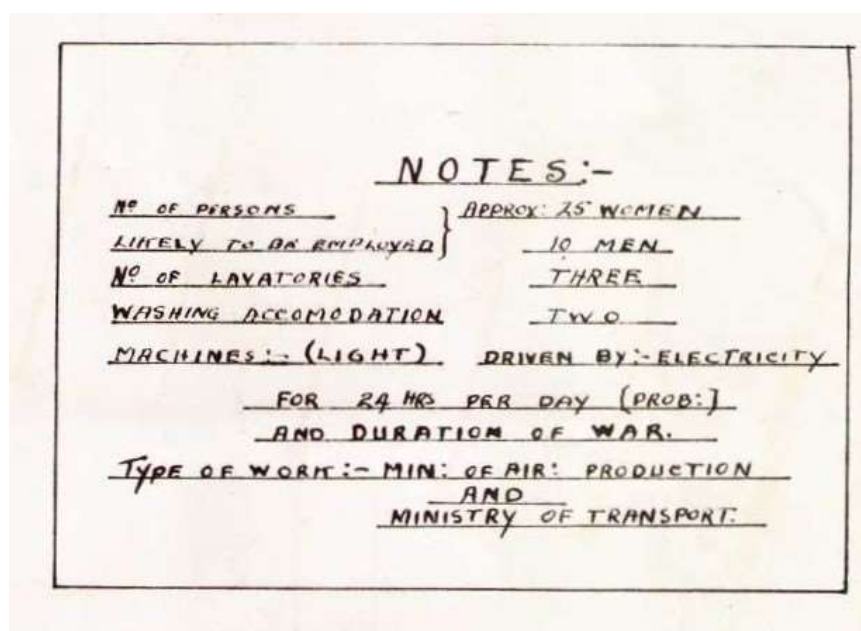 NOTES:-
Nº OF PERSONS } APPROX: 25 WOMEN
LIKELY TO BE EMPLOYED } 10 MEN
Nº OF LAVATORIES THREE
WASHING ACCOMODATION TWO
MACHINES:- (LIGHT) DRIVEN BY:- ELECTRICITY
FOR 24 HRS PER DAY (PROB:]
AND DURATION OF WAR.
TYPE OF WORK:- MIN: OF AIR: PRODUCTION
AND
MINISTRY OF TRANSPORT.